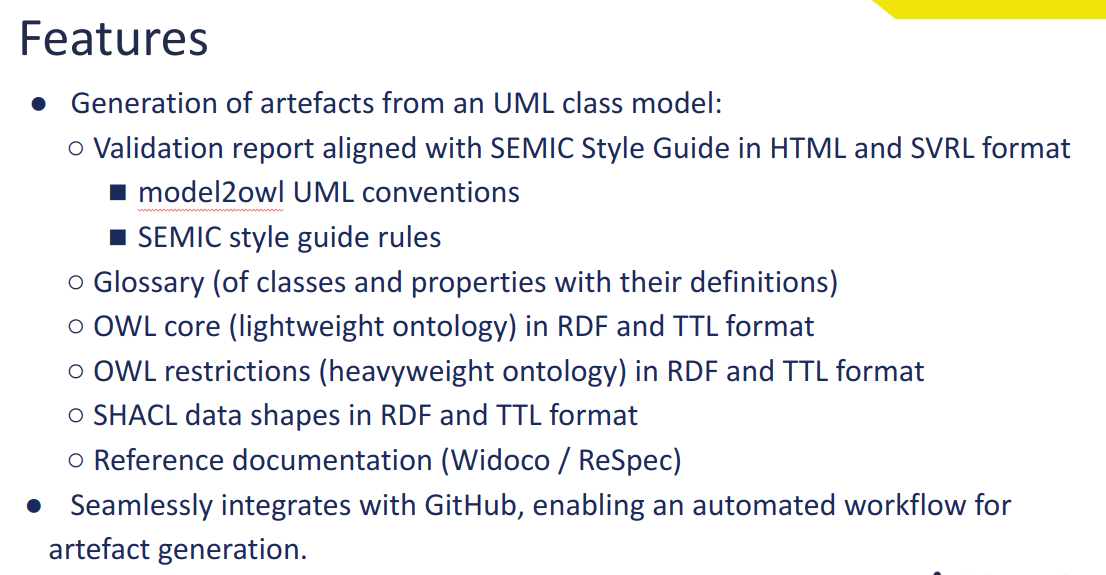 Features
● Generation of artefacts from an UML class model:
○ Validation report aligned with SEMIC Style Guide in HTML and SVRL format
■ model2owl UML conventions
■ SEMIC style guide rules
○ Glossary (of classes and properties with their definitions)
○ OWL core (lightweight ontology) in RDF and TTL format
○ OWL restrictions (heavyweight ontology) in RDF and TTL format
○ SHACL data shapes in RDF and TTL format
○ Reference documentation (Widoco / ReSpec)
● Seamlessly integrates with GitHub, enabling an automated workflow for
artefact generation.